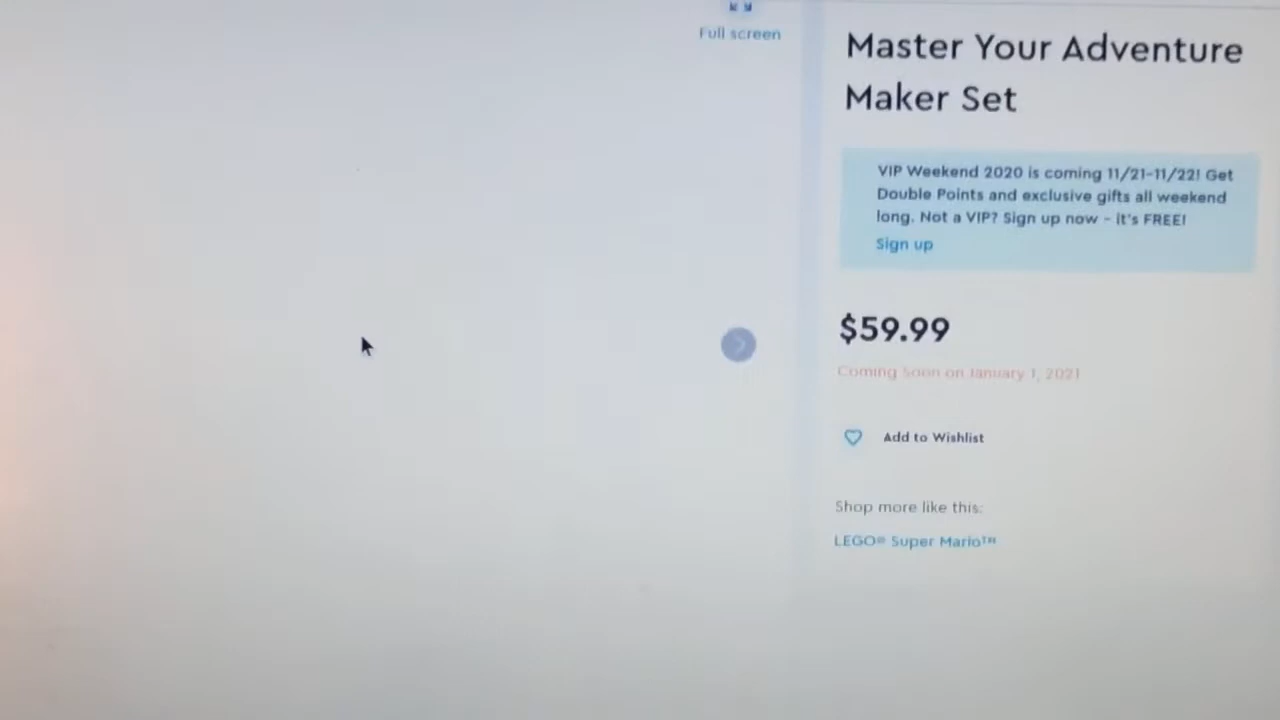 Full screen
Master Your Adventure
Maker Set
VIP Weekend 2020 is coming 11/21-11/22! Get
Double Points and exclusive gifts all weekend
long. Not a VIP? Sign up now - it's FREE!
Sign up
$59.99
Coming Soon on January 1, 2021
Add to Wishlist
Shop more like this:
LEGO® Super Mario™